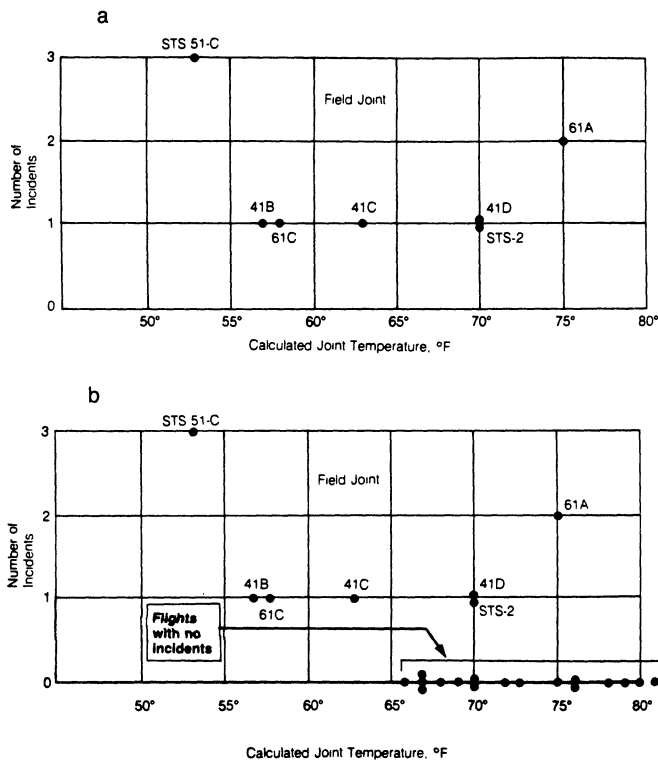 a
STS 51-C
3
Field Joint
61A
2
Number of
Incidents
41B
41C
41D
1
61C
STS-2
0
50° 55° 60° 65° 70° 75° 80°
Calculated Joint Temperature, °F
b
STS 51-C
3
Field Joint
61A
2
Number of
Incidents
41B
41C
41D
1
61C
STS-2
Flights
with no
incidents
0
50° 55° 60° 65° 70° 75° 80°
Calculated Joint Temperature, °F